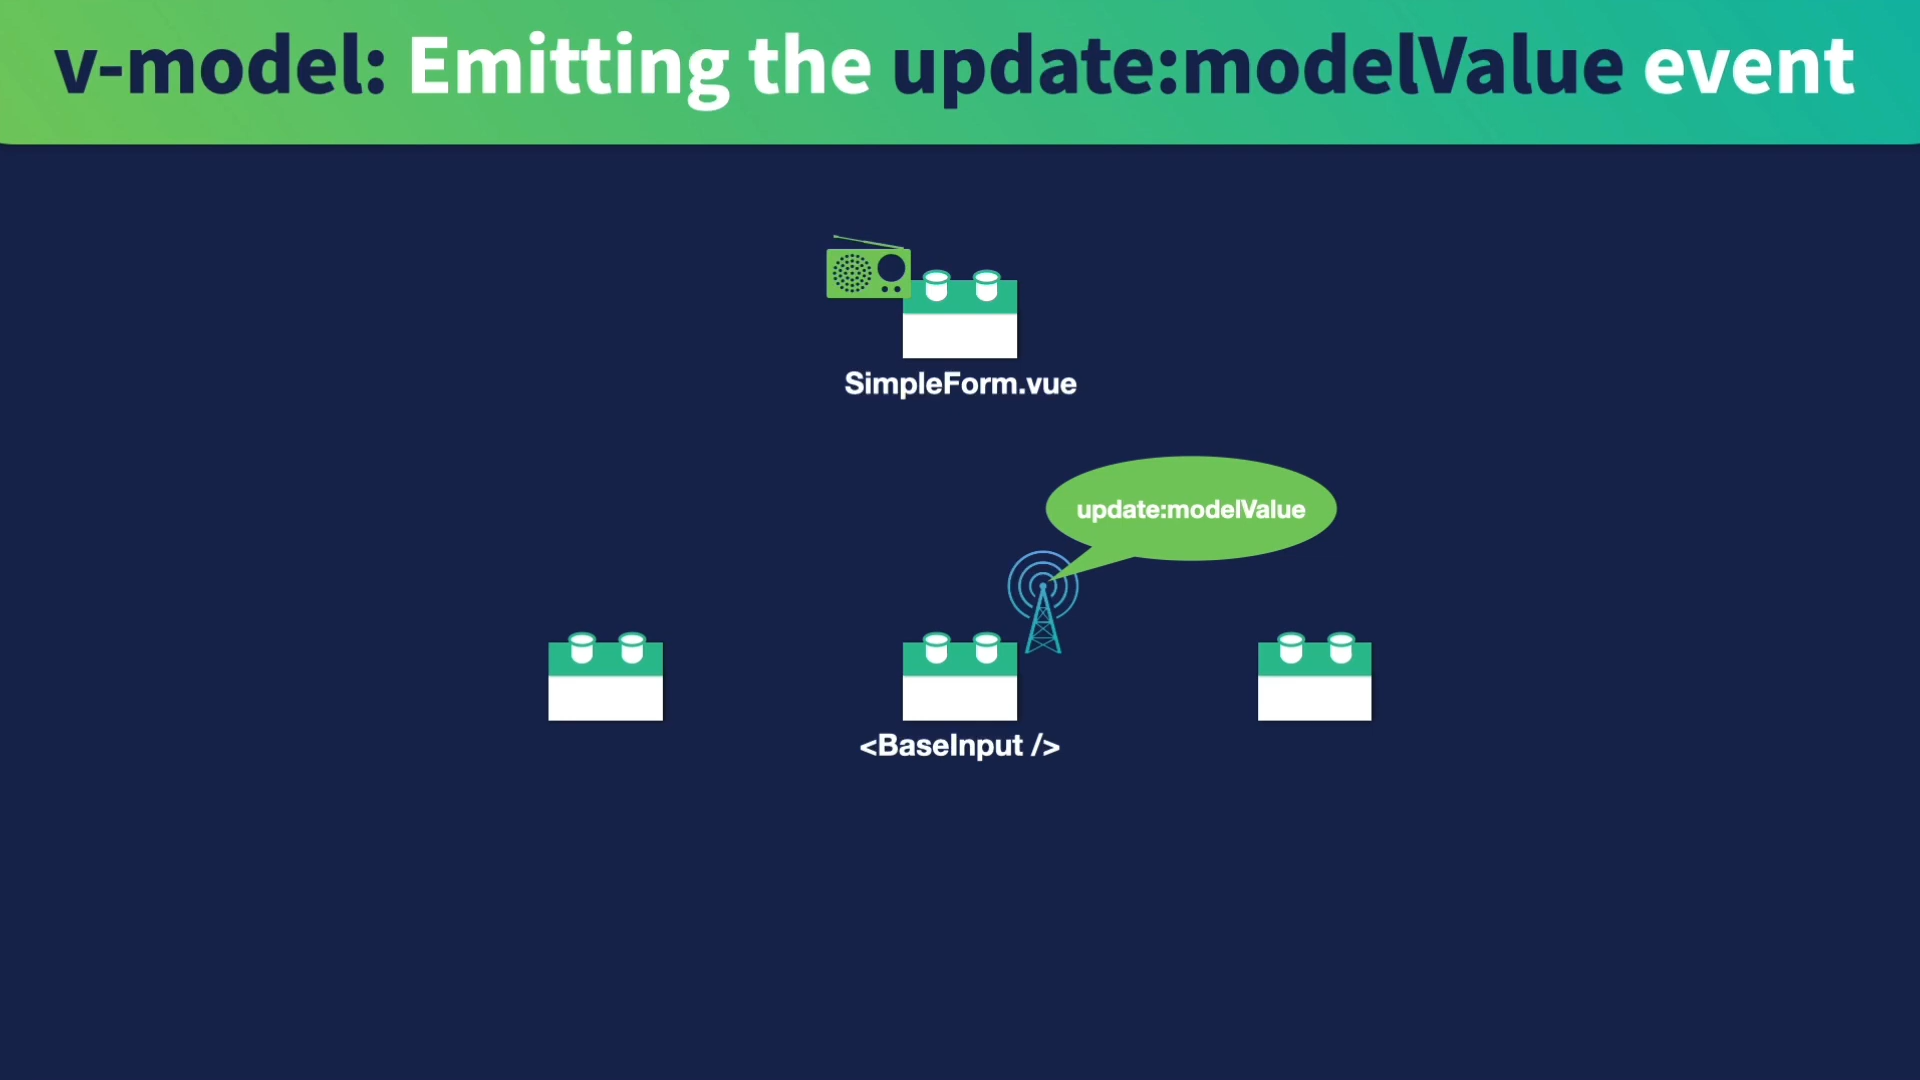 v-model: Emitting the update:modelValue event
SimpleForm.vue
update:modelValue
<BaseInput />